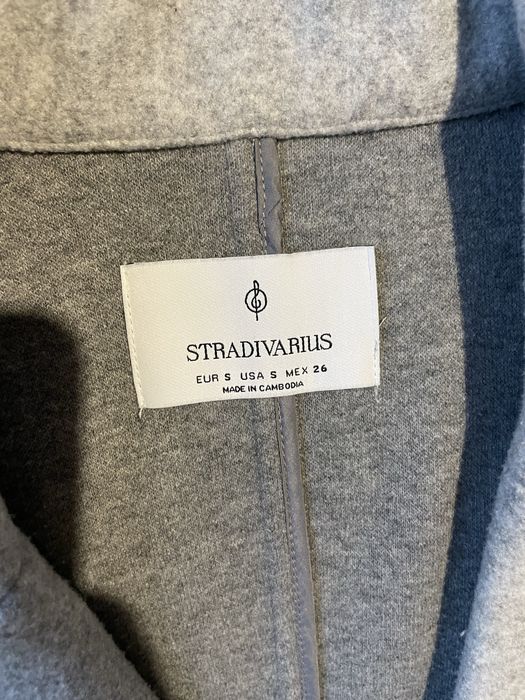 STRADIVARIUS
EUR S USA S MEX 26
MADE IN CAMBODIA